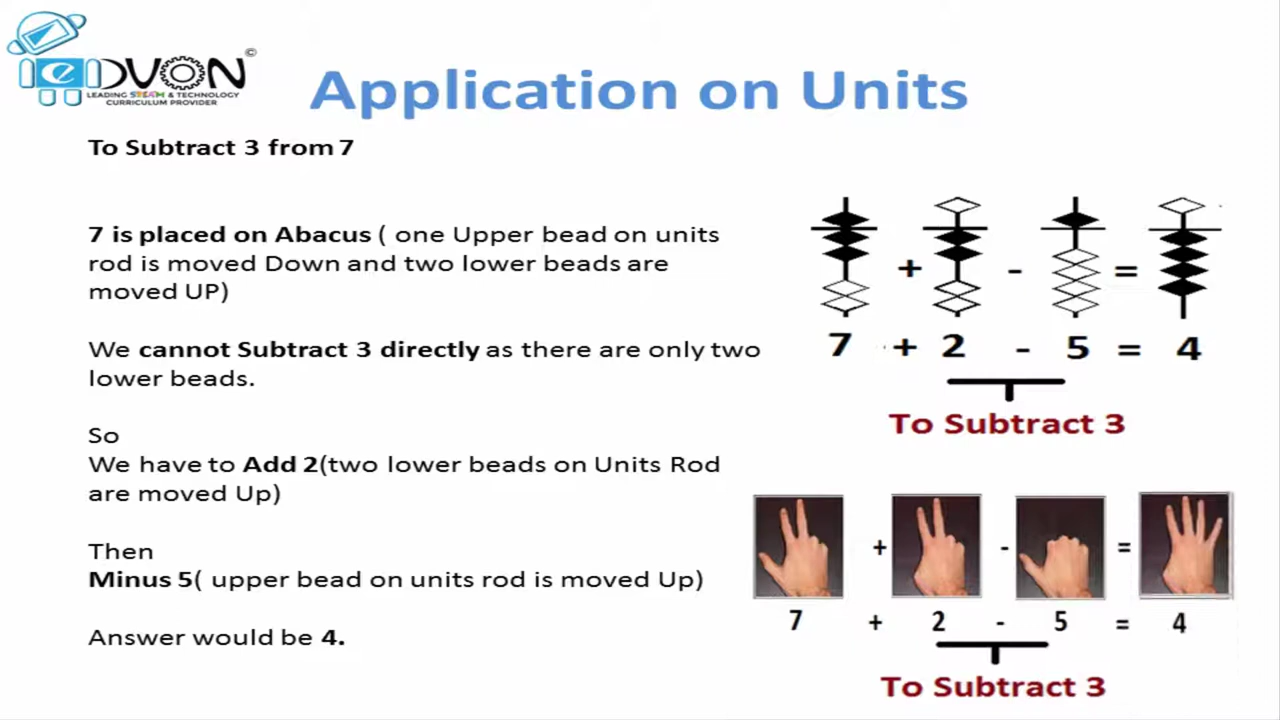 eDVON©
LEADING STEAM & TECHNOLOGY
CURRICULUM PROVIDER
Application on Units
To Subtract 3 from 7
7 is placed on Abacus ( one Upper bead on units
rod is moved Down and two lower beads are
moved UP)
We cannot Subtract 3 directly as there are only two
lower beads.
So
We have to Add 2(two lower beads on Units Rod
are moved Up)
Then
Minus 5( upper bead on units rod is moved Up)
Answer would be 4.
+ - =
7 + 2 - 5 = 4
To Subtract 3
+ - =
7 + 2 - 5 = 4
To Subtract 3